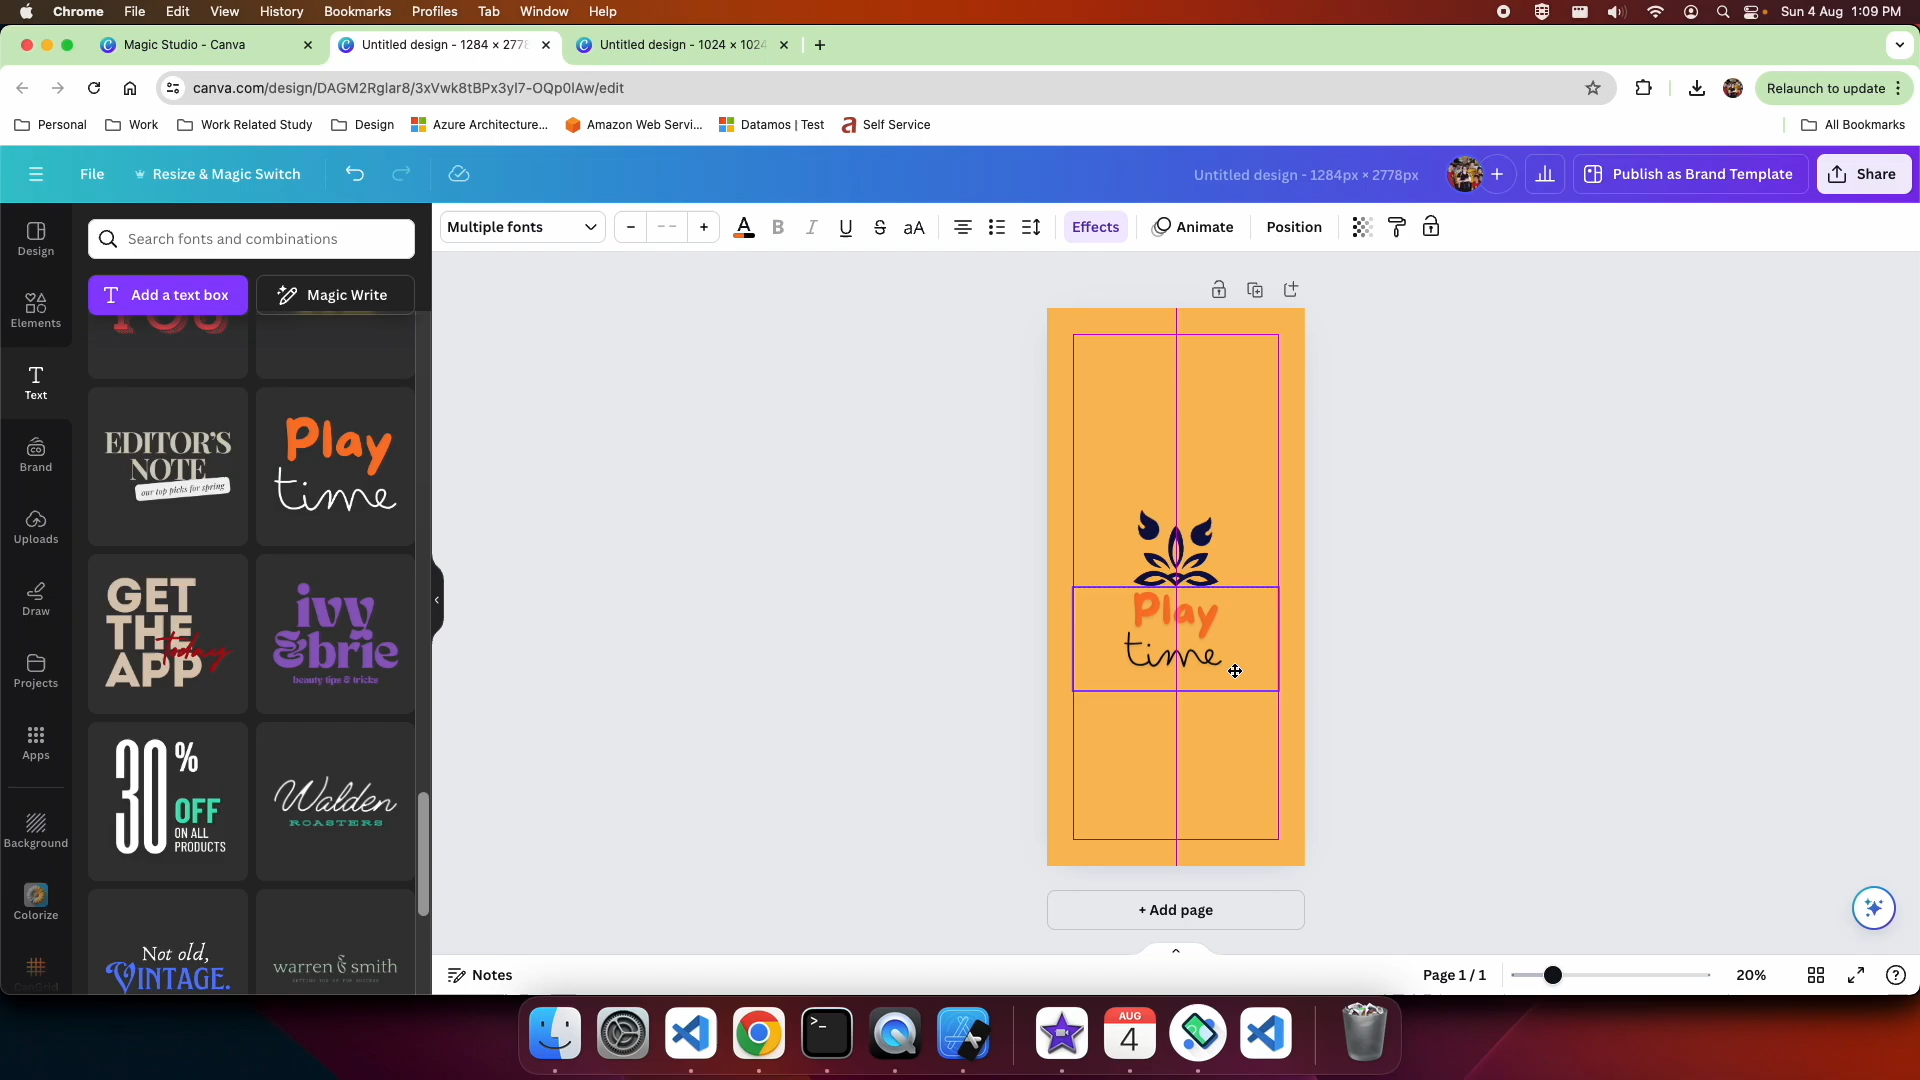 Chrome File Edit View History Bookmarks Profiles Tab Window Help
Sun 4 Aug 1:09 PM
Magic Studio - Canva
Untitled design - 1284 × 2778
Untitled design - 1024 × 1024
canva.com/design/DAGM2Rglar8/3xVwk8tBPx3yl7-OQp0lAw/edit
Relaunch to update
Personal
Work
Work Related Study
Design
Azure Architecture...
Amazon Web Servi...
Datamos | Test
Self Service
All Bookmarks
File
Resize & Magic Switch
Untitled design - 1284px × 2778px
Publish as Brand Template
Share
Multiple fonts
– -- +
A B I U S aA
Effects
Animate
Position
Design
Elements
Text
Brand
Uploads
Draw
Projects
Apps
Background
Colorize
CanGrid
Search fonts and combinations
Add a text box
Magic Write
YOU
EDITOR'S
NOTE
our top picks for spring
Play
time
GET
THE
APP
today
ivy
&brie
beauty tips & tricks
30%
OFF
ON ALL
PRODUCTS
Walden
ROASTERS
Not old,
VINTAGE.
warren & smith
Play
time
+ Add page
Notes
Page 1 / 1
20%
AUG
4